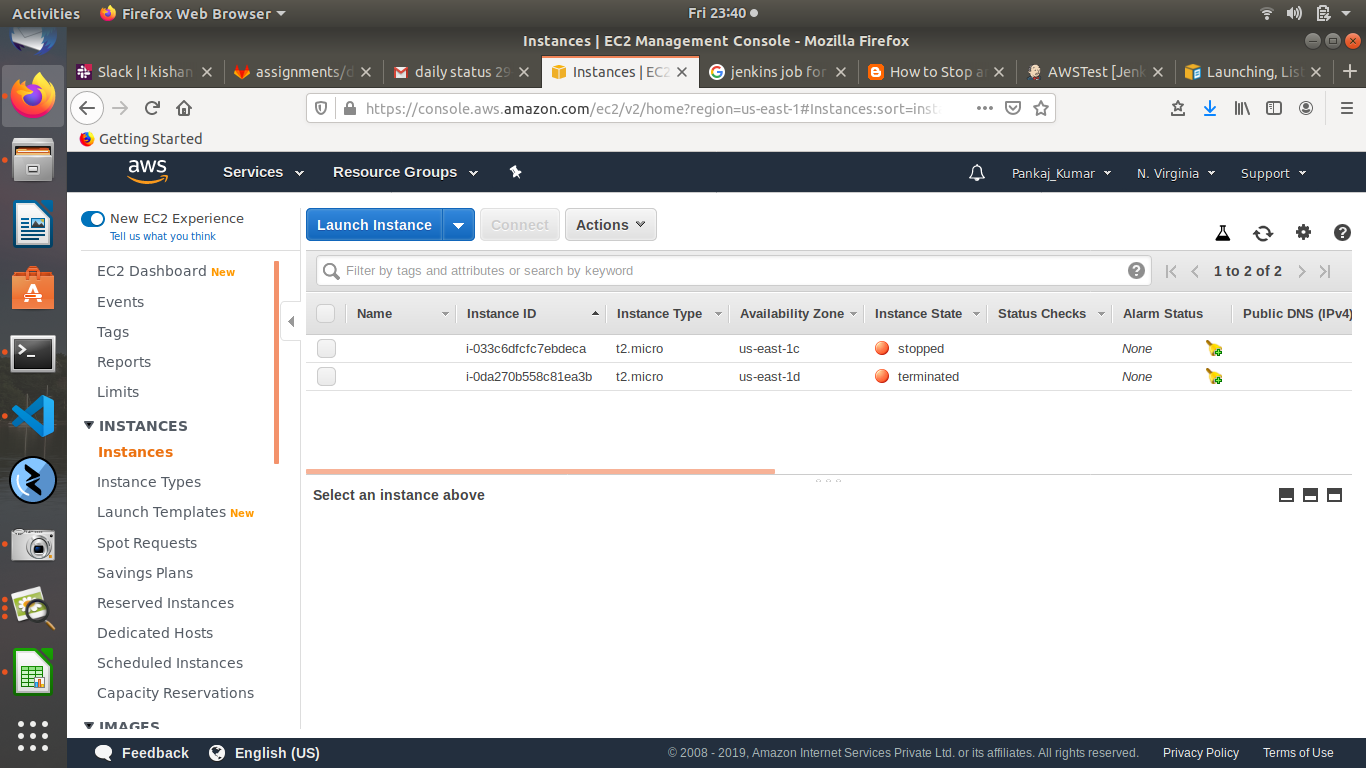 Activities Firefox Web Browser Fri 23:40
Instances | EC2 Management Console - Mozilla Firefox
Slack | ! kishan assignments/d daily status 29- Instances | EC2 jenkins job for How to Stop an AWSTest [Jenk Launching, List
https://console.aws.amazon.com/ec2/v2/home?region=us-east-1#Instances:sort=inst
Getting Started
aws Services Resource Groups Pankaj_Kumar N. Virginia Support
New EC2 Experience
Tell us what you think
Launch Instance Connect Actions
EC2 Dashboard New
Events
Tags
Reports
Limits
INSTANCES
Instances
Instance Types
Launch Templates New
Spot Requests
Savings Plans
Reserved Instances
Dedicated Hosts
Scheduled Instances
Capacity Reservations
IMAGES
Filter by tags and attributes or search by keyword 1 to 2 of 2
Name Instance ID Instance Type Availability Zone Instance State Status Checks Alarm Status Public DNS (IPv4)
i-033c6dfcfc7ebdeca t2.micro us-east-1c stopped None
i-0da270b558c81ea3b t2.micro us-east-1d terminated None
Select an instance above
Feedback English (US) © 2008 - 2019, Amazon Internet Services Private Ltd. or its affiliates. All rights reserved. Privacy Policy Terms of Use